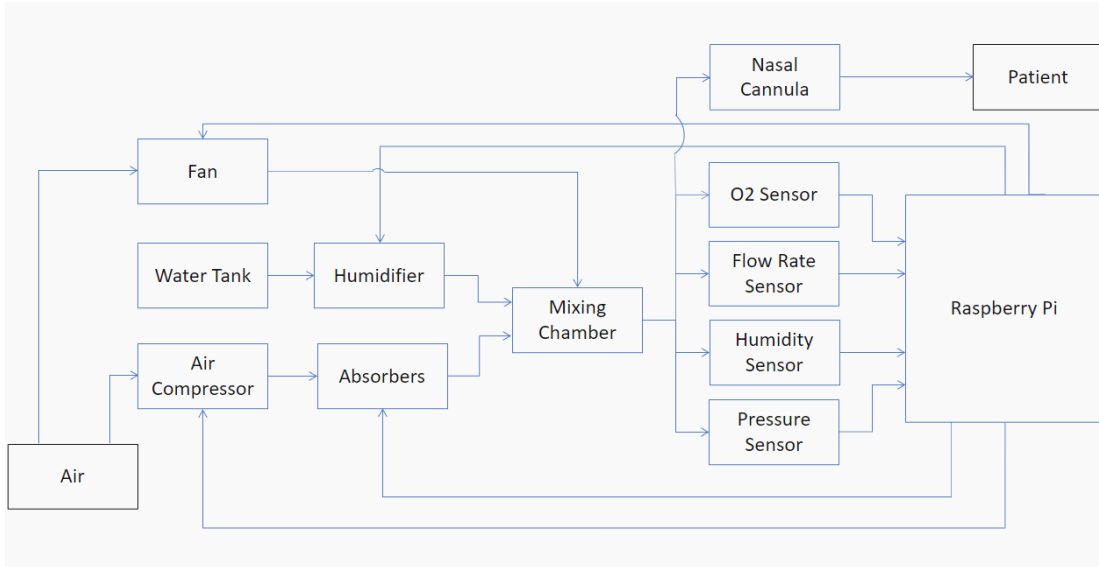 Nasal
Cannula
Patient
Fan
O2 Sensor
Water Tank
Humidifier
Flow Rate
Sensor
Mixing
Chamber
Raspberry Pi
Air
Compressor
Absorbers
Humidity
Sensor
Pressure
Sensor
Air